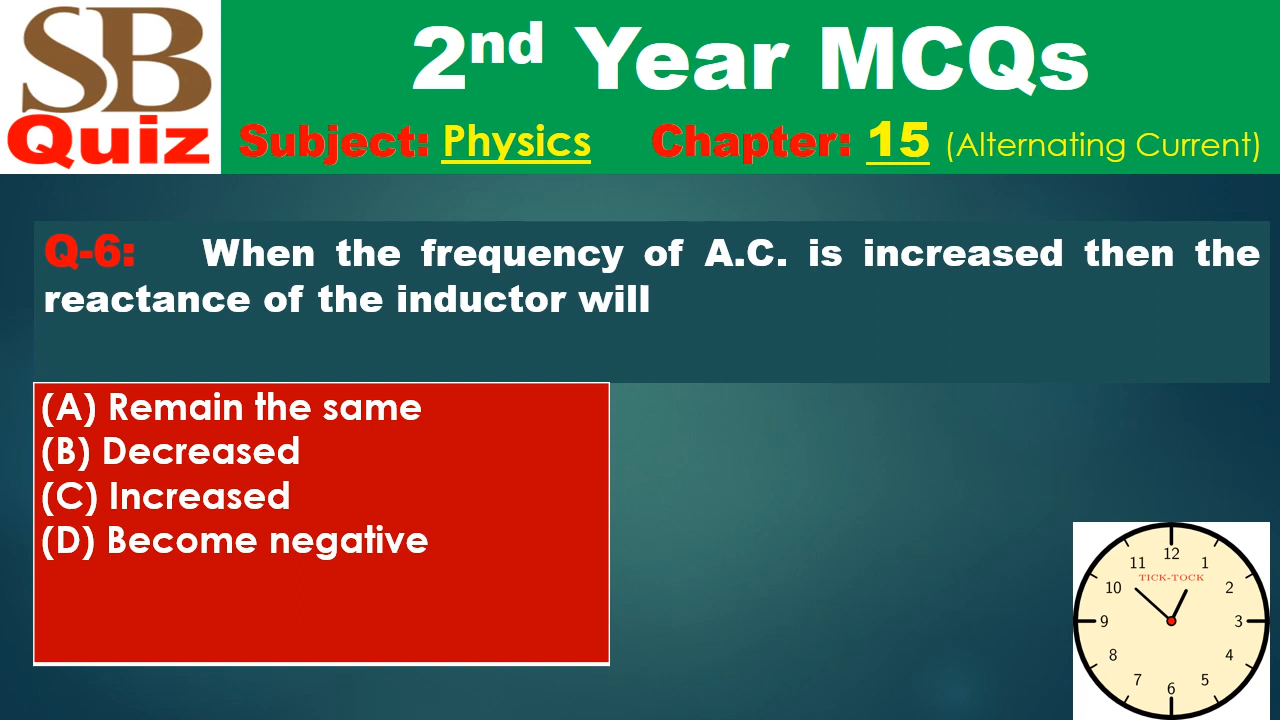 SB
Quiz
2nd Year MCQs
Subject: Physics Chapter: 15 (Alternating Current)
Q-6: When the frequency of A.C. is increased then the
reactance of the inductor will
(A) Remain the same
(B) Decreased
(C) Increased
(D) Become negative
12
11 1
TICK-TOCK
10 2
9 3
8 4
7 5
6